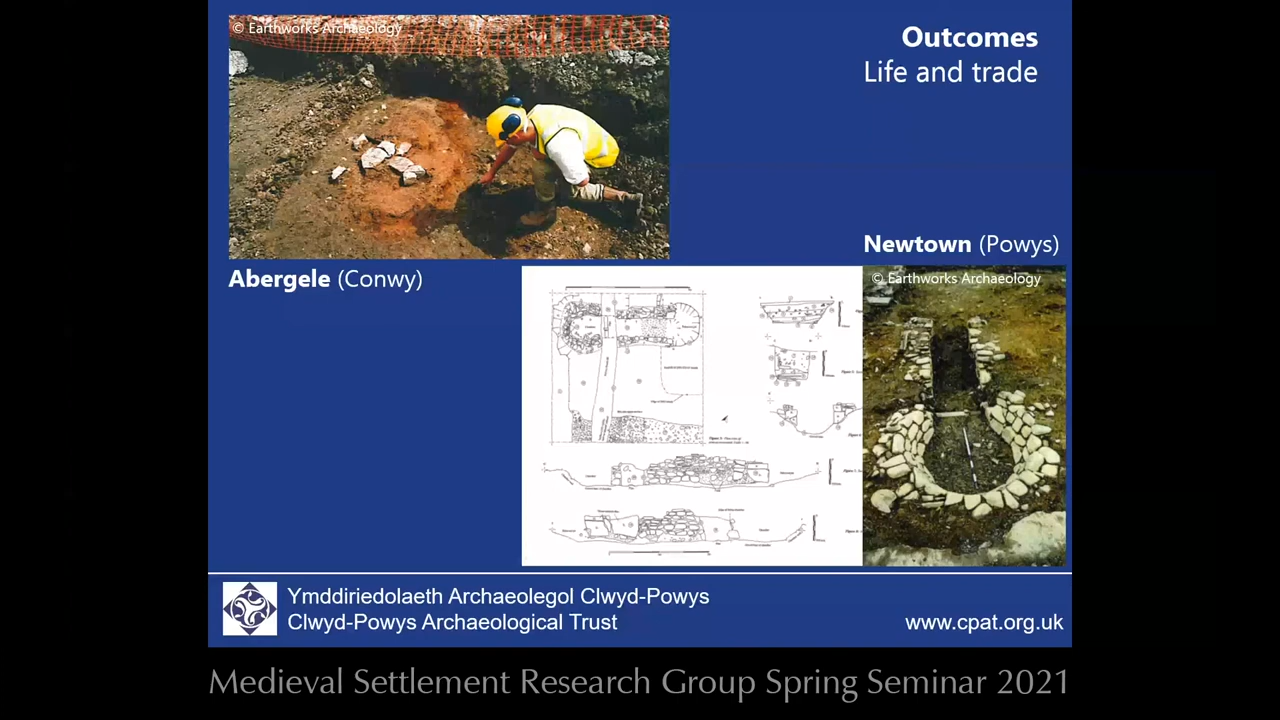 © Earthworks Archaeology
Outcomes
Life and trade
Newtown (Powys)
Abergele (Conwy)
© Earthworks Archaeology
Ymddiriedolaeth Archaeolegol Clwyd-Powys
Clwyd-Powys Archaeological Trust
www.cpat.org.uk
Medieval Settlement Research Group Spring Seminar 2021